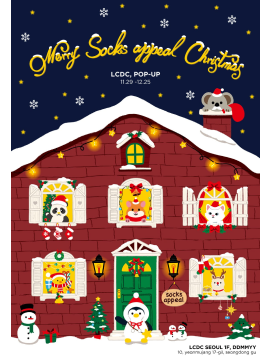 Merry Socks appeal Christmas
LCDC, POP-UP
11.29 -12.25
socks
appeal
LCDC SEOUL 1F, DDMMYY
10, yeonmujang 17-gil, seongdong gu